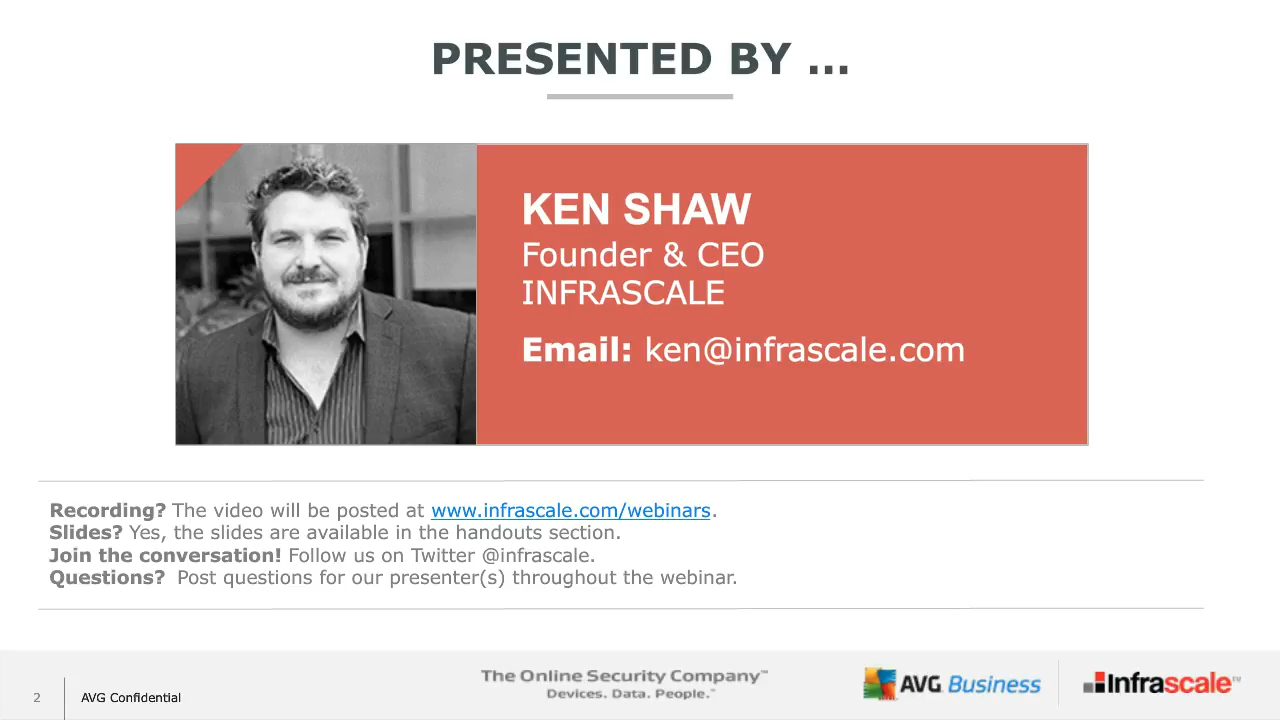 PRESENTED BY ...
KEN SHAW
Founder & CEO
INFRASCALE
Email: ken@infrascale.com
Recording? The video will be posted at www.infrascale.com/webinars.
Slides? Yes, the slides are available in the handouts section.
Join the conversation! Follow us on Twitter @infrascale.
Questions? Post questions for our presenter(s) throughout the webinar.
2
AVG Confidential
The Online Security Company™
Devices. Data. People.™
AVG Business
Infrascale™